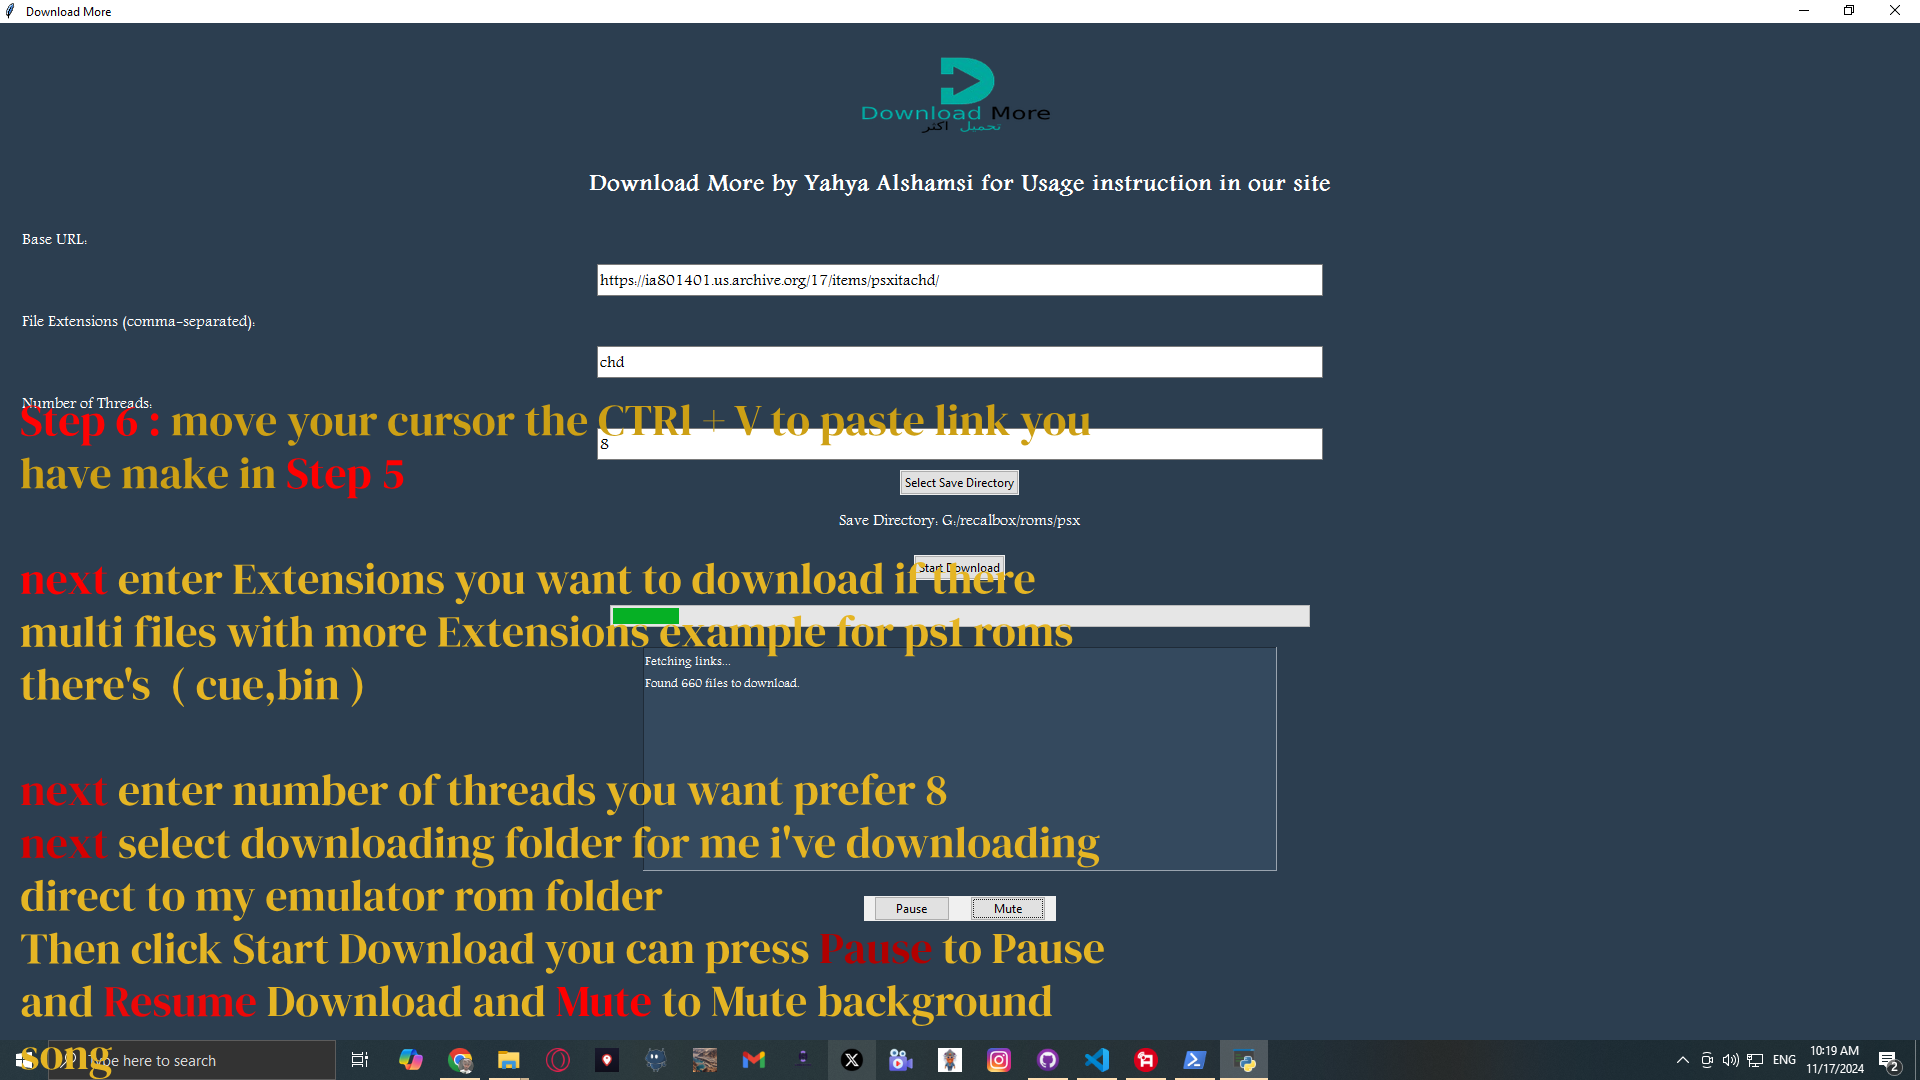 Download More
Download More
تحميل اكثر
Download More by Yahya Alshamsi for Usage instruction in our site
Base URL:
https://ia801401.us.archive.org/17/items/psxitachd/
File Extensions (comma-separated):
chd
Number of Threads:
8
Step 6 : move your cursor the CTRl + V to paste link you
have make in Step 5
Select Save Directory
Save Directory: G:/recalbox/roms/psx
Start Download
next enter Extensions you want to download if there
multi files with more Extensions example for ps1 roms
there's ( cue,bin )
Fetching links...
Found 660 files to download.
next enter number of threads you want prefer 8
next select downloading folder for me i've downloading
direct to my emulator rom folder
Pause
Mute
Then click Start Download you can press Pause to Pause
and Resume Download and Mute to Mute background
song
here to search
ENG
10:19 AM
11/17/2024
2